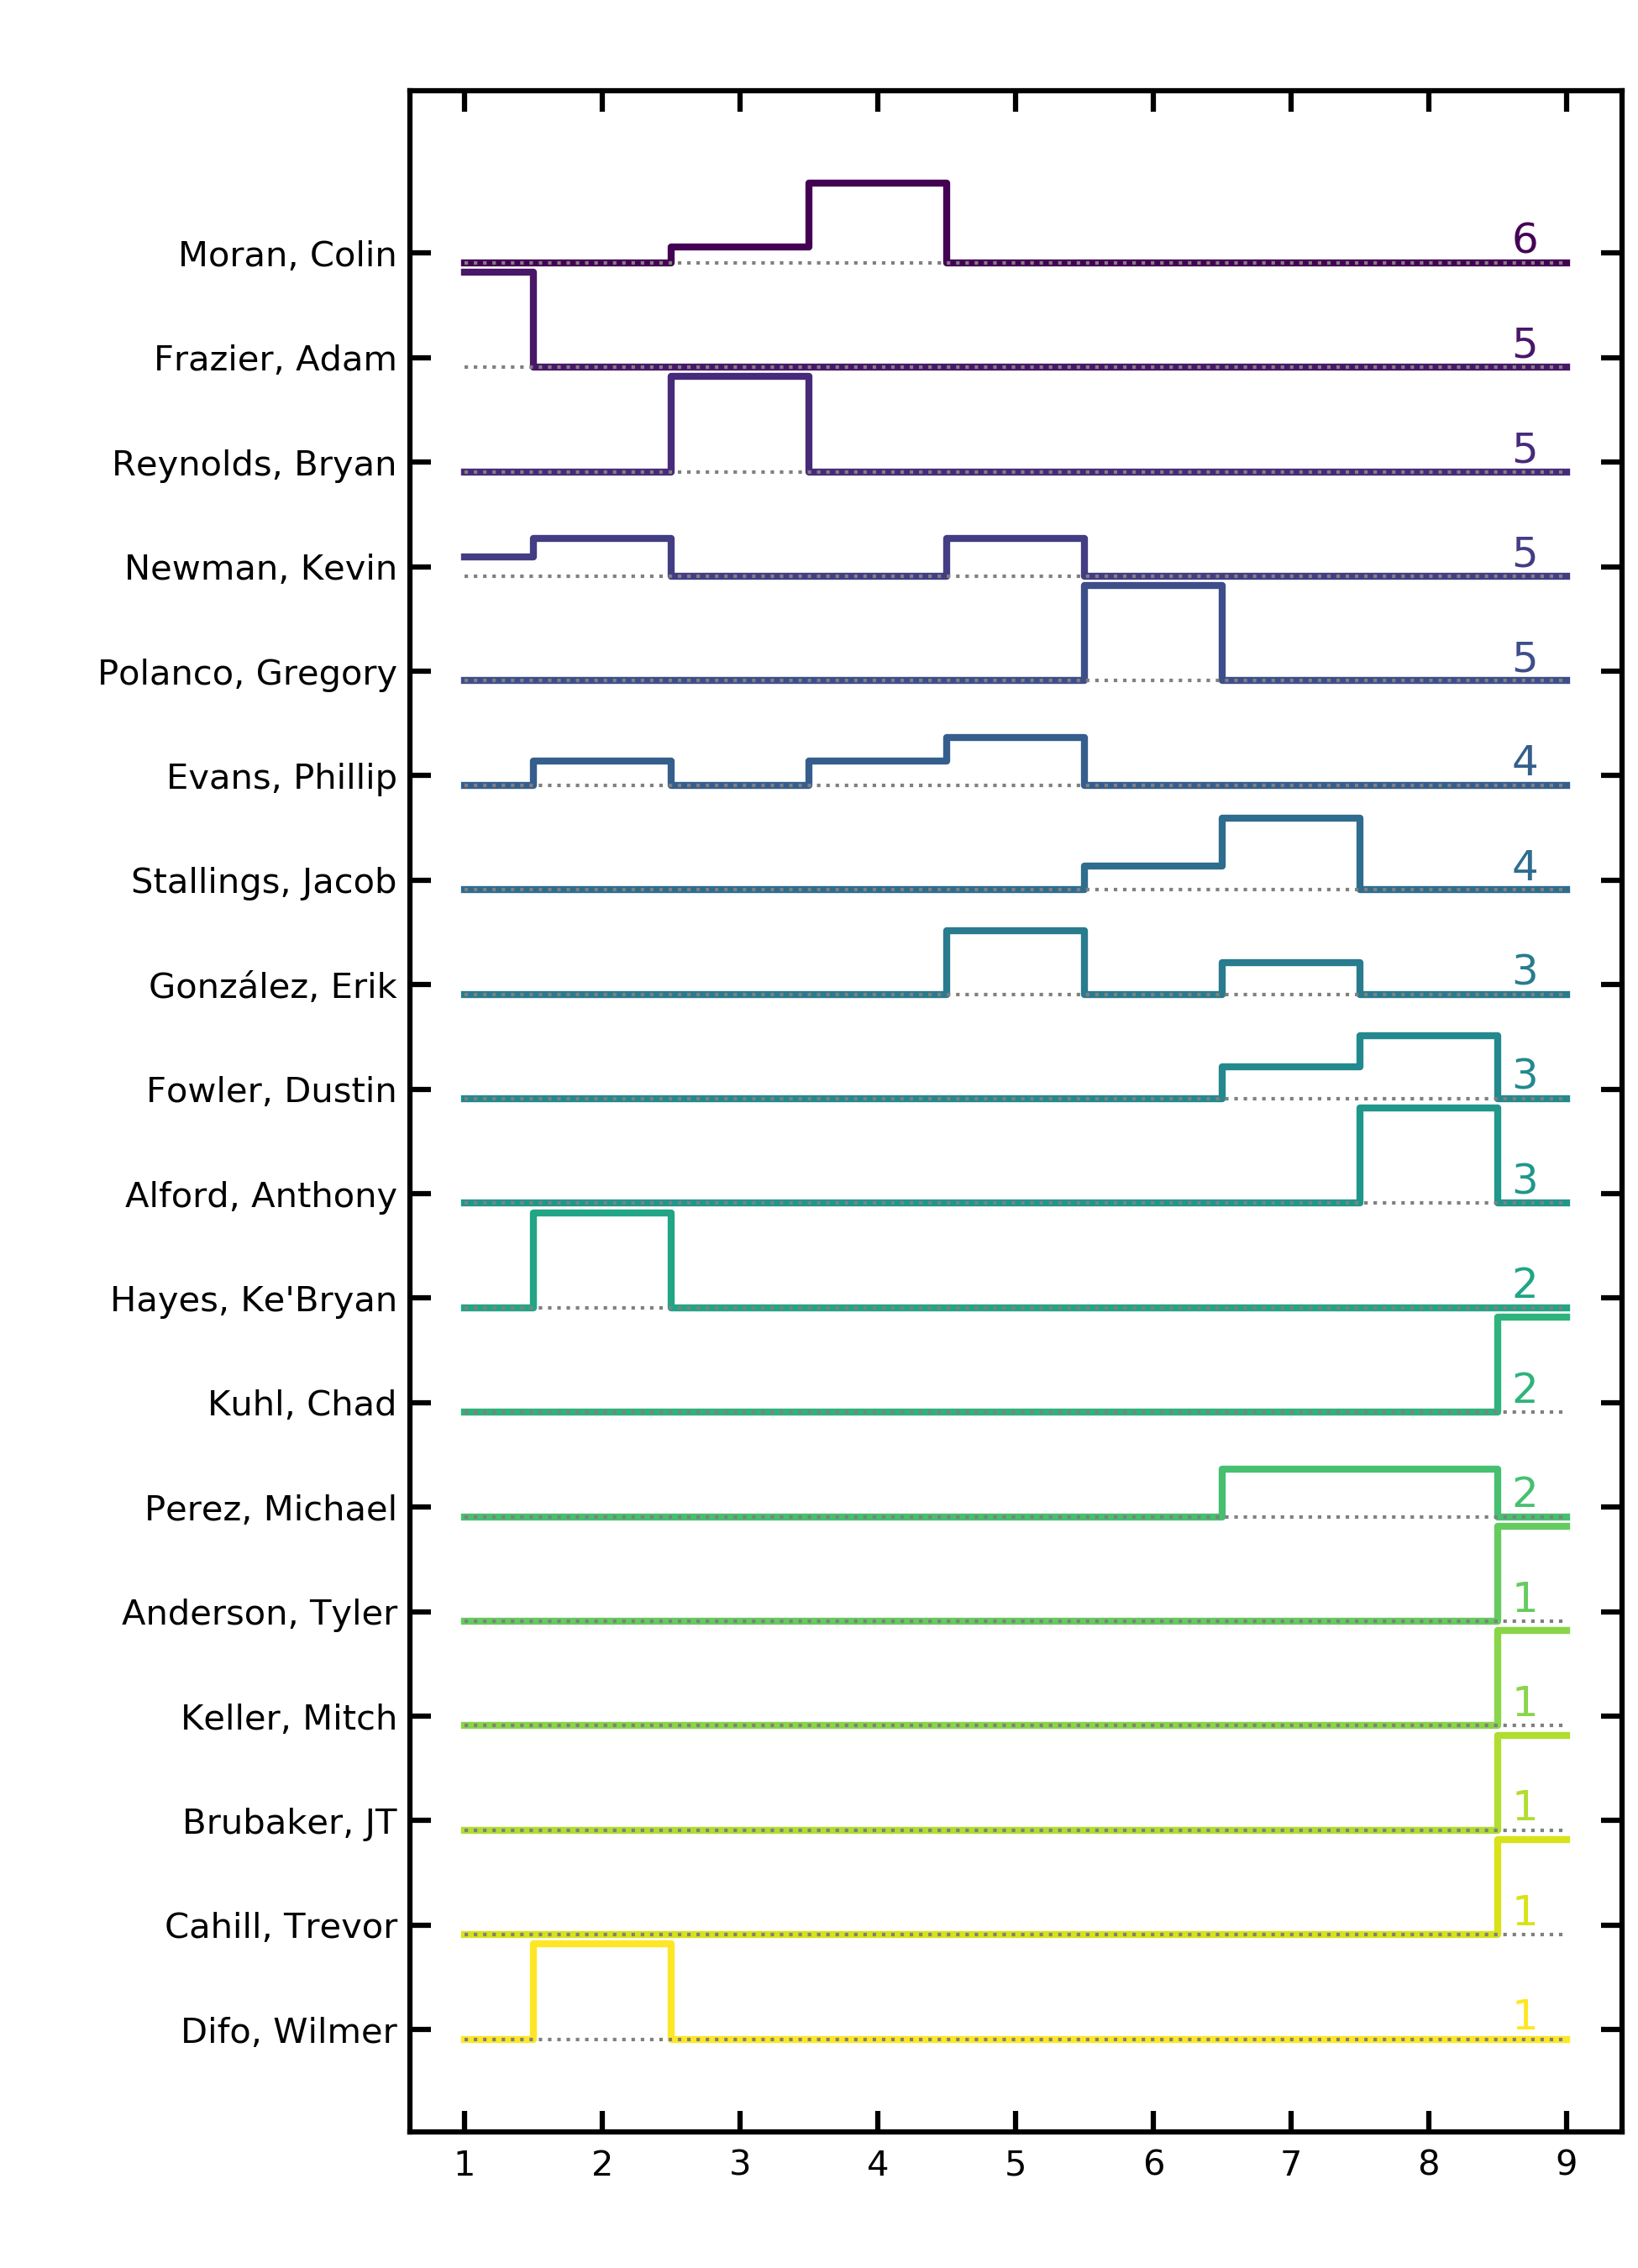 Moran, Colin 6
Frazier, Adam 5
Reynolds, Bryan 5
Newman, Kevin 5
Polanco, Gregory 5
Evans, Phillip 4
Stallings, Jacob 4
González, Erik 3
Fowler, Dustin 3
Alford, Anthony 3
Hayes, Ke'Bryan 2
Kuhl, Chad 2
Perez, Michael 2
Anderson, Tyler 1
Keller, Mitch 1
Brubaker, JT 1
Cahill, Trevor 1
Difo, Wilmer 1
1 2 3 4 5 6 7 8 9